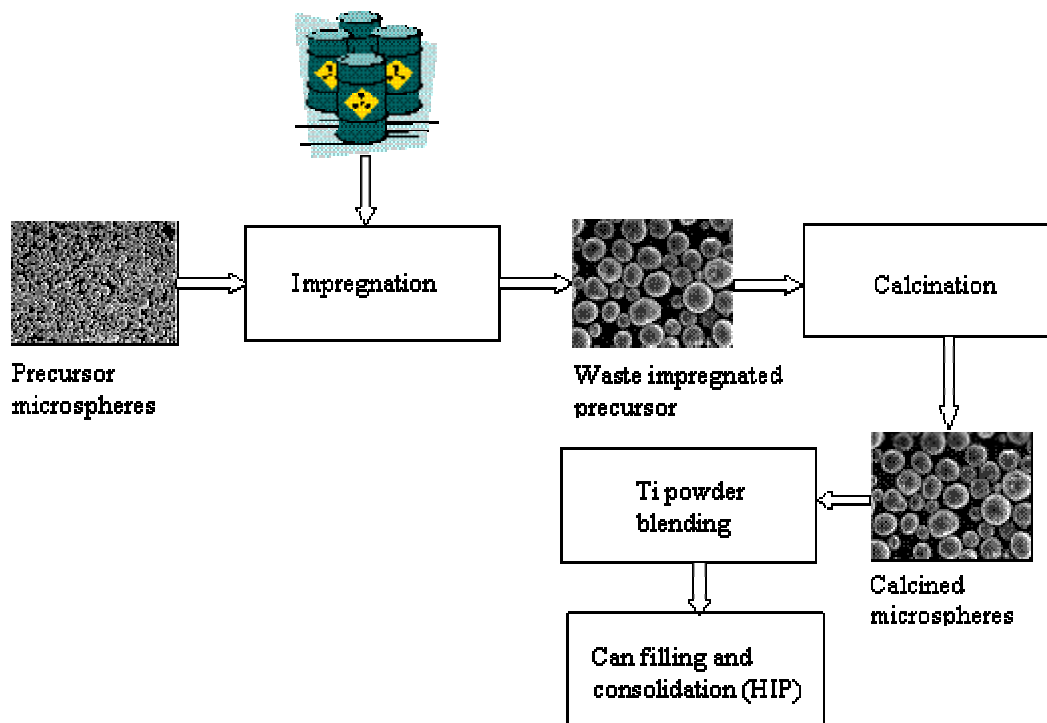 Impregnation
Calcination
Precursor
microspheres
Waste impregnated
precursor
Ti powder
blending
Calcined
microspheres
Can filling and
consolidation (HIP)